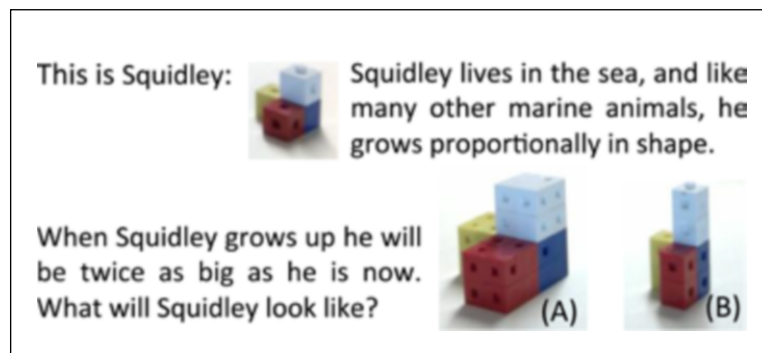 This is Squidley:
Squidley lives in the sea, and like
many other marine animals, he
grows proportionally in shape.
When Squidley grows up he will
be twice as big as he is now.
What will Squidley look like?
(A)
(B)